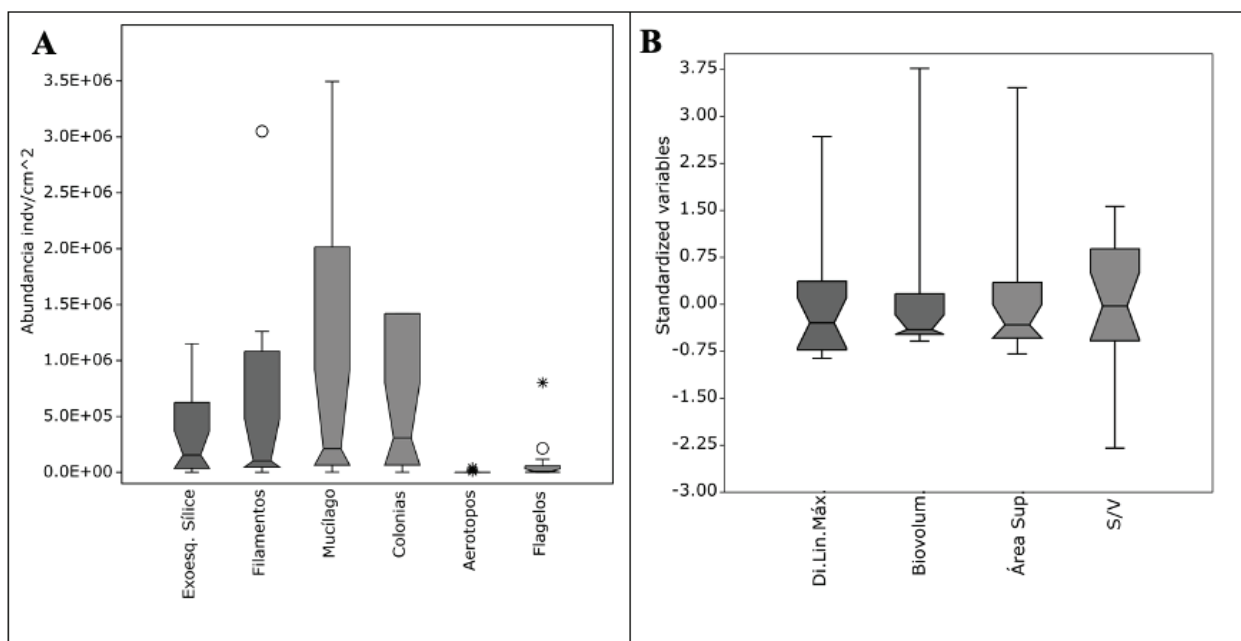 A
Abundancia indv/cm^2
3.5E+06
3.0E+06
2.5E+06
2.0E+06
1.5E+06
1.0E+06
5.0E+05
0.0E+00
Exoesq. Sílice
Filamentos
Mucílago
Colonias
Aerotopos
Flagelos
B
Standardized variables
3.75
3.00
2.25
1.50
0.75
0.00
-0.75
-1.50
-2.25
-3.00
Di.Lin.Máx.
Biovolum.
Área Sup.
S/V